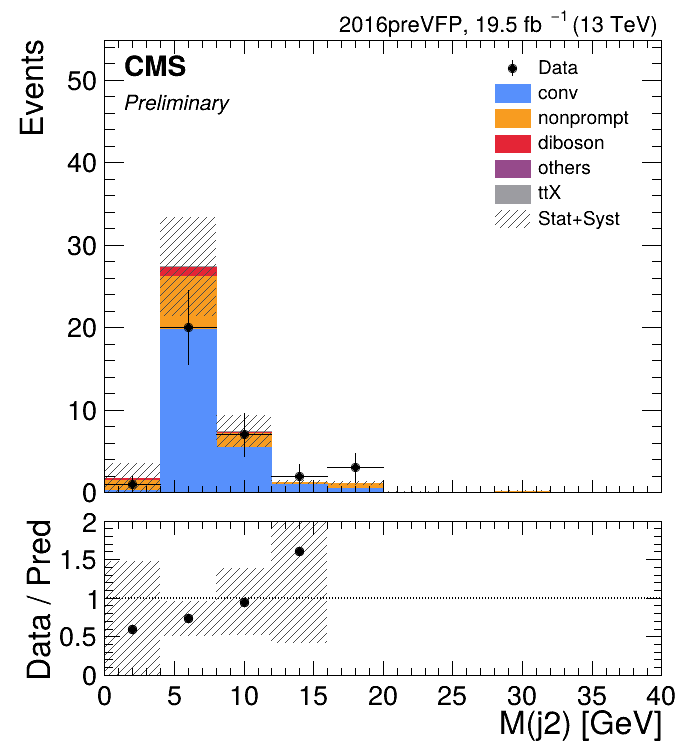 2016preVFP, 19.5 fb ⁻¹ (13 TeV)
CMS
Preliminary
Events
50
40
30
20
10
0
Data
conv
nonprompt
diboson
others
ttX
Stat+Syst
Data / Pred
2
1.5
1
0.5
0
0 5 10 15 20 25 30 35 40
M(j2) [GeV]